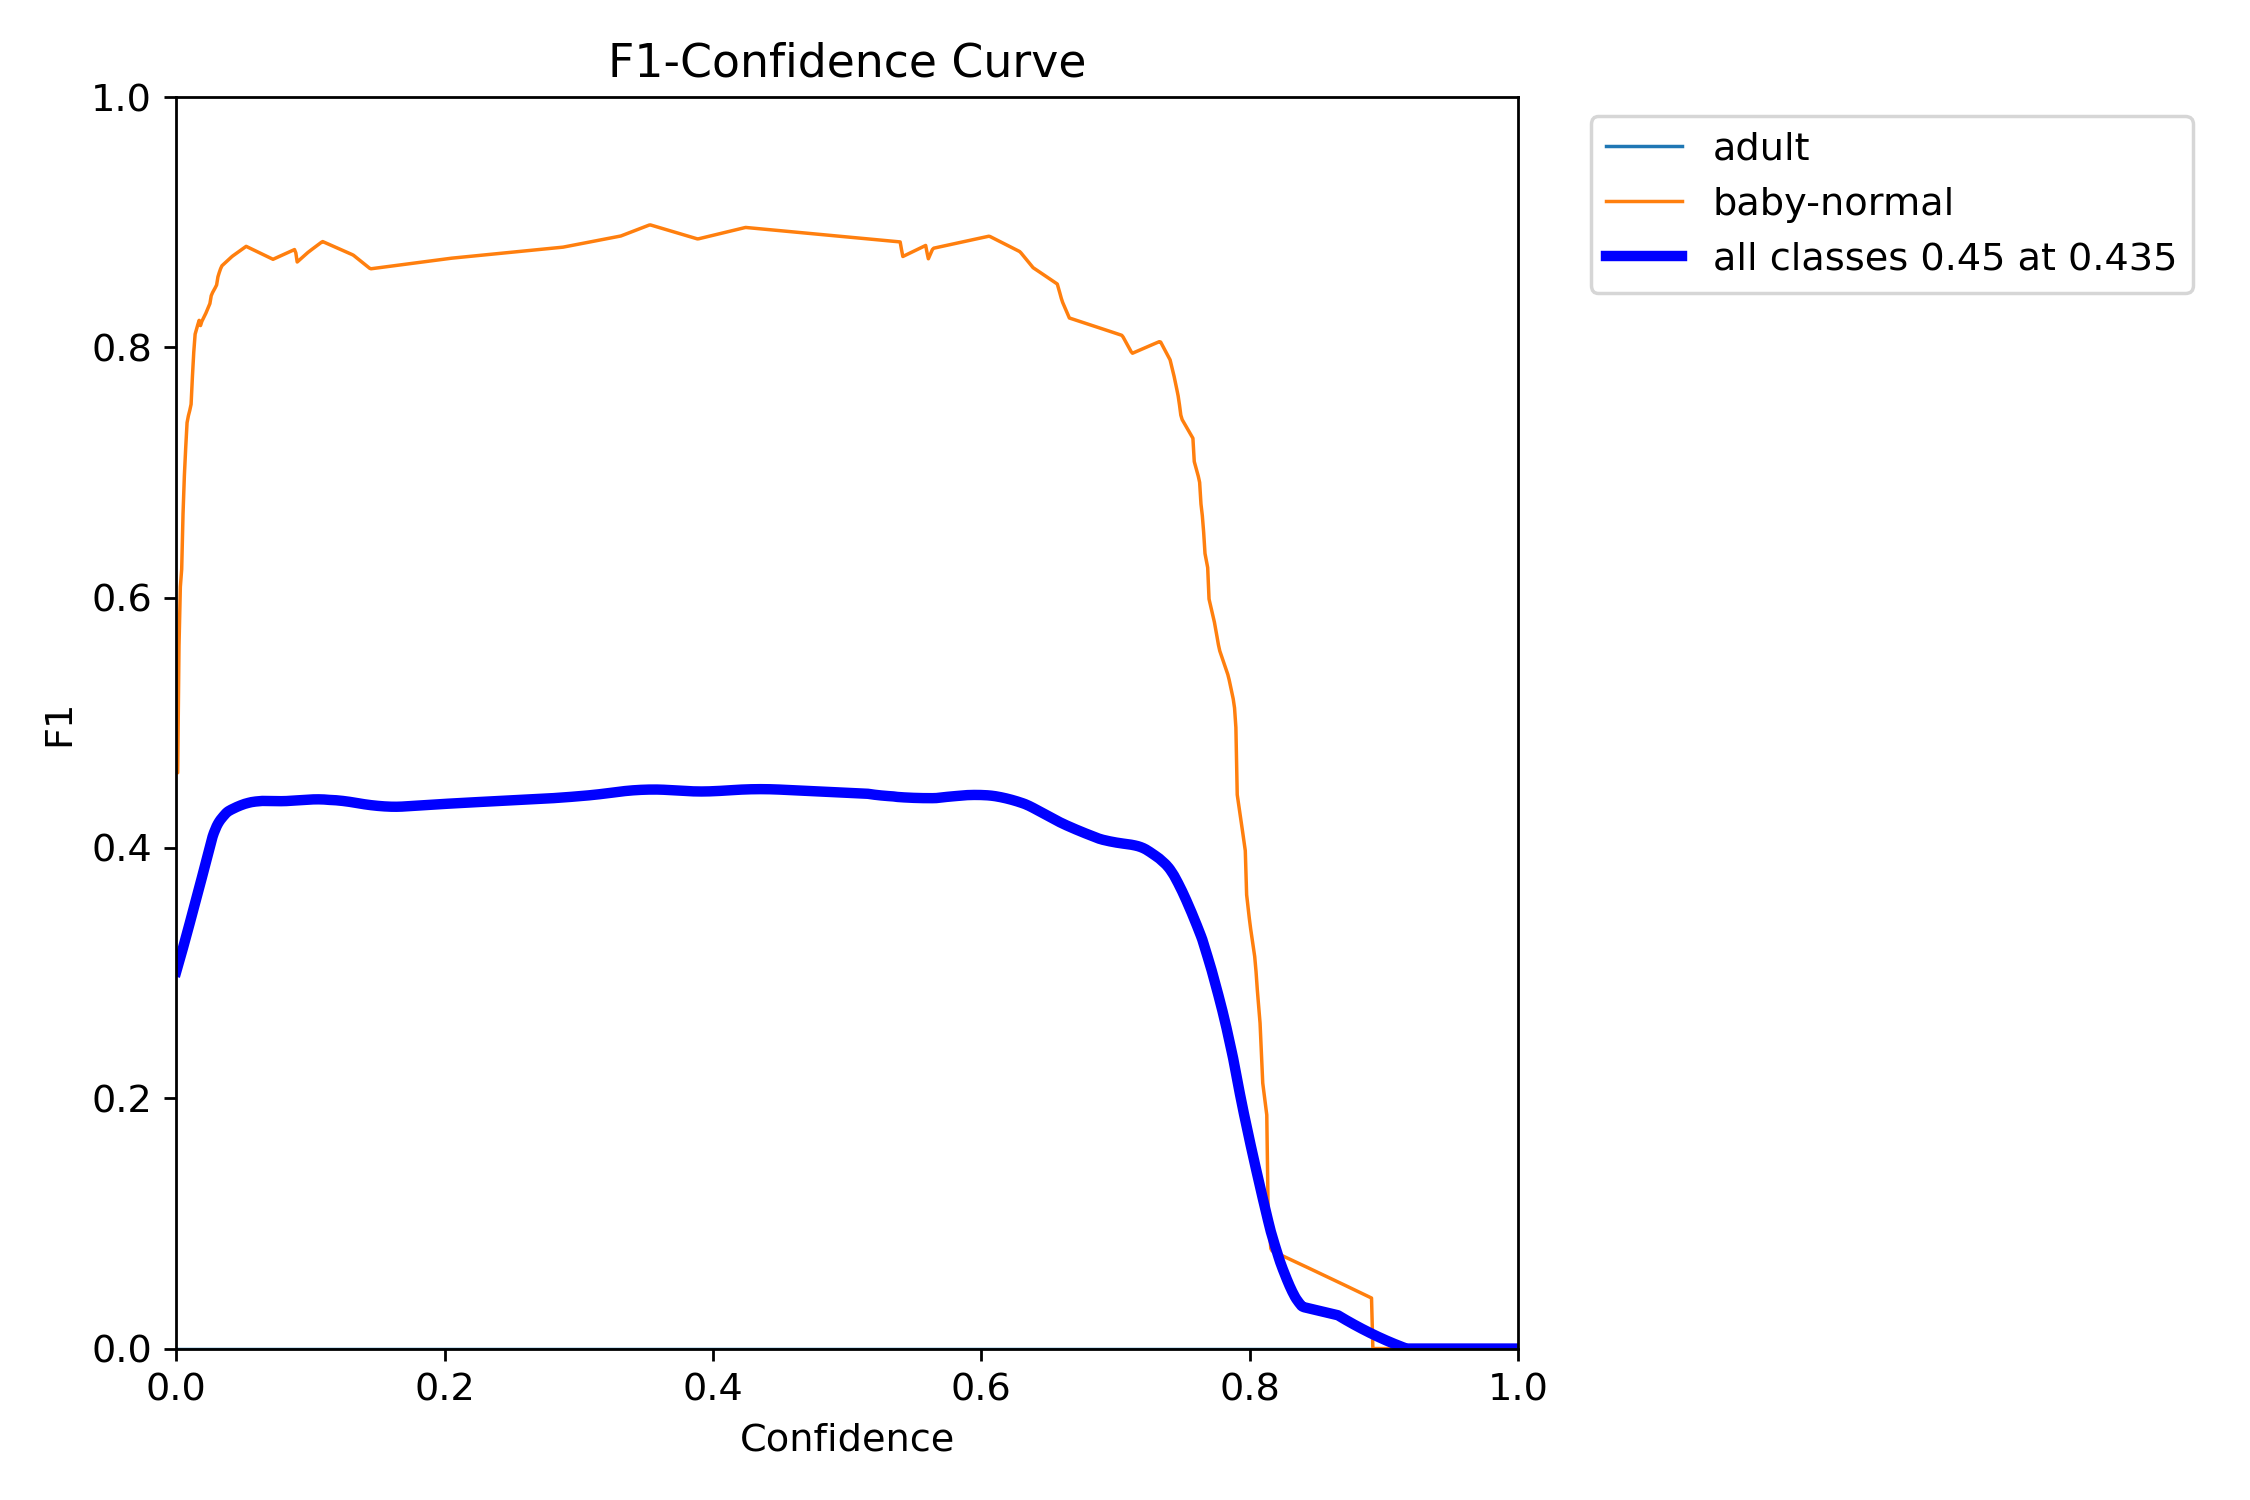 F1-Confidence Curve
1.0
0.8
0.6
0.4
0.2
0.0
F1
0.0 0.2 0.4 0.6 0.8 1.0
Confidence
adult
baby-normal
all classes 0.45 at 0.435